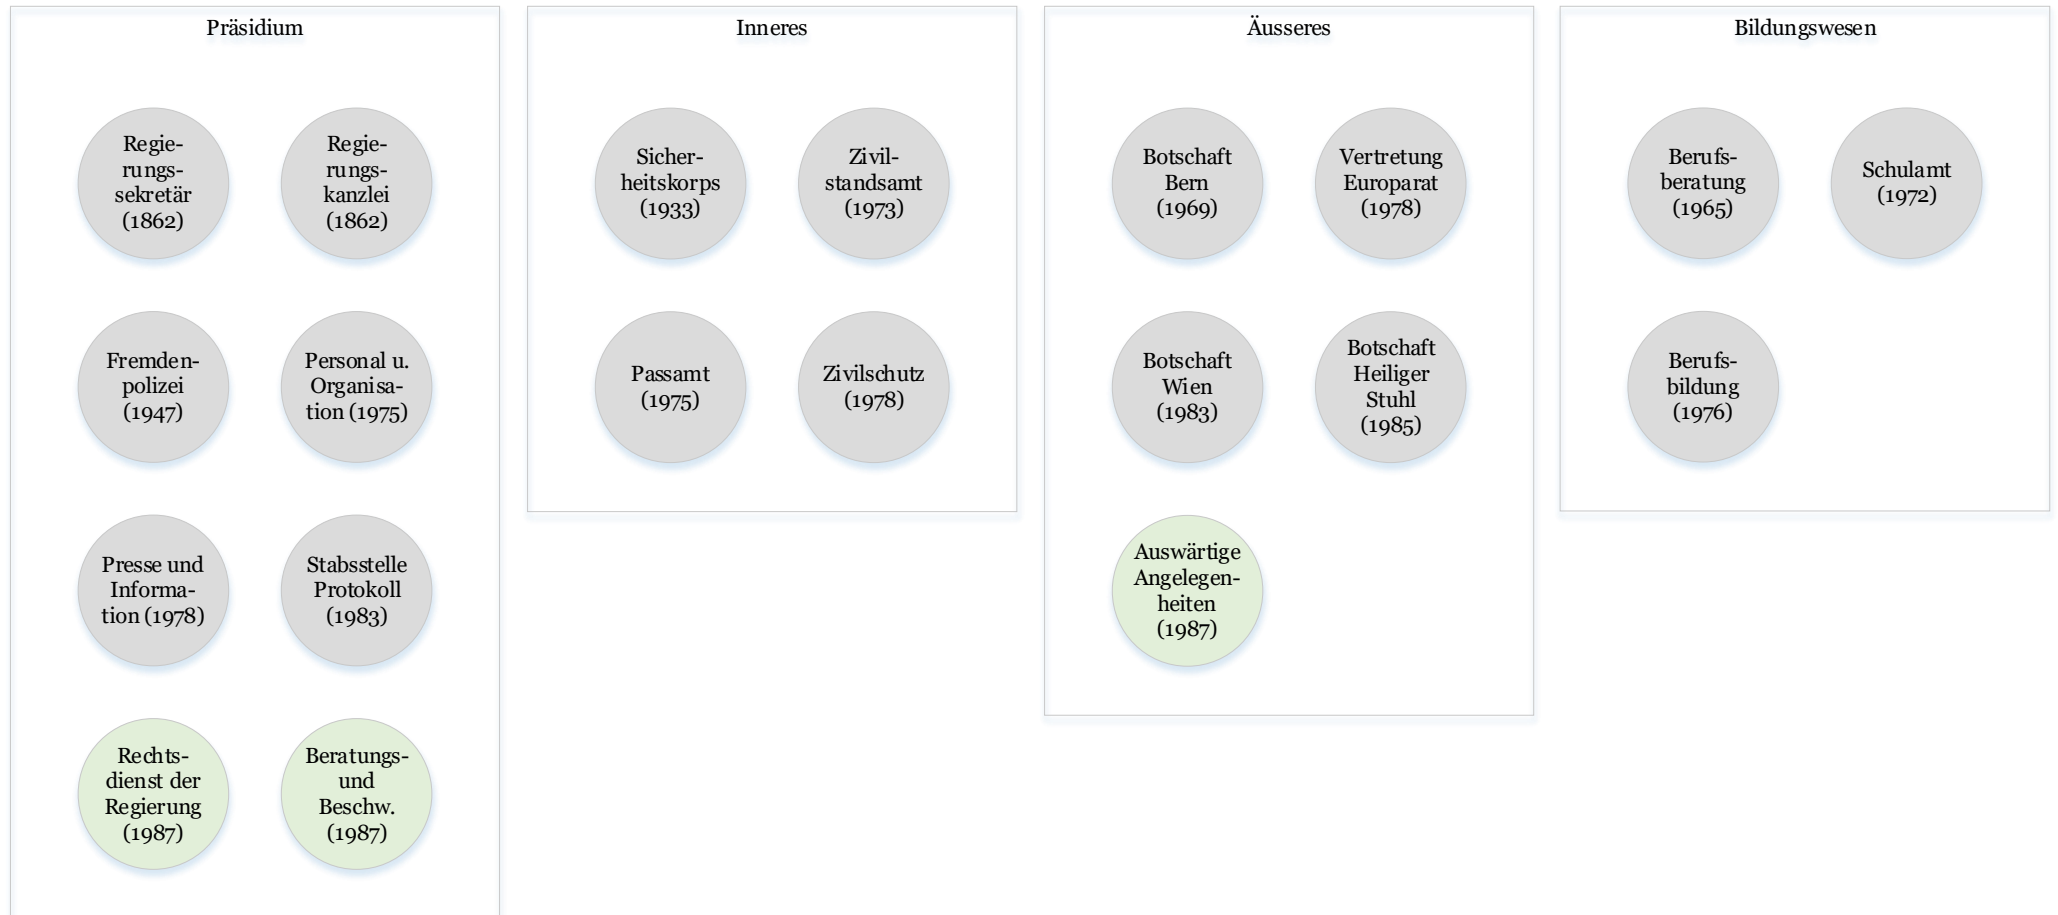 Präsidium
Regie-
rungs-
sekretär
(1862)
Regie-
rungs-
kanzlei
(1862)
Fremden-
polizei
(1947)
Personal u.
Organisa-
tion (1975)
Presse und
Informa-
tion (1978)
Stabsstelle
Protokoll
(1983)
Rechts-
dienst der
Regierung
(1987)
Beratungs-
und
Beschw.
(1987)
Inneres
Sicher-
heitskorps
(1933)
Zivil-
standsamt
(1973)
Passamt
(1975)
Zivilschutz
(1978)
Äusseres
Botschaft
Bern
(1969)
Vertretung
Europarat
(1978)
Botschaft
Wien
(1983)
Botschaft
Heiliger
Stuhl
(1985)
Auswärtige
Angelegen-
heiten
(1987)
Bildungswesen
Berufs-
beratung
(1965)
Schulamt
(1972)
Berufs-
bildung
(1976)